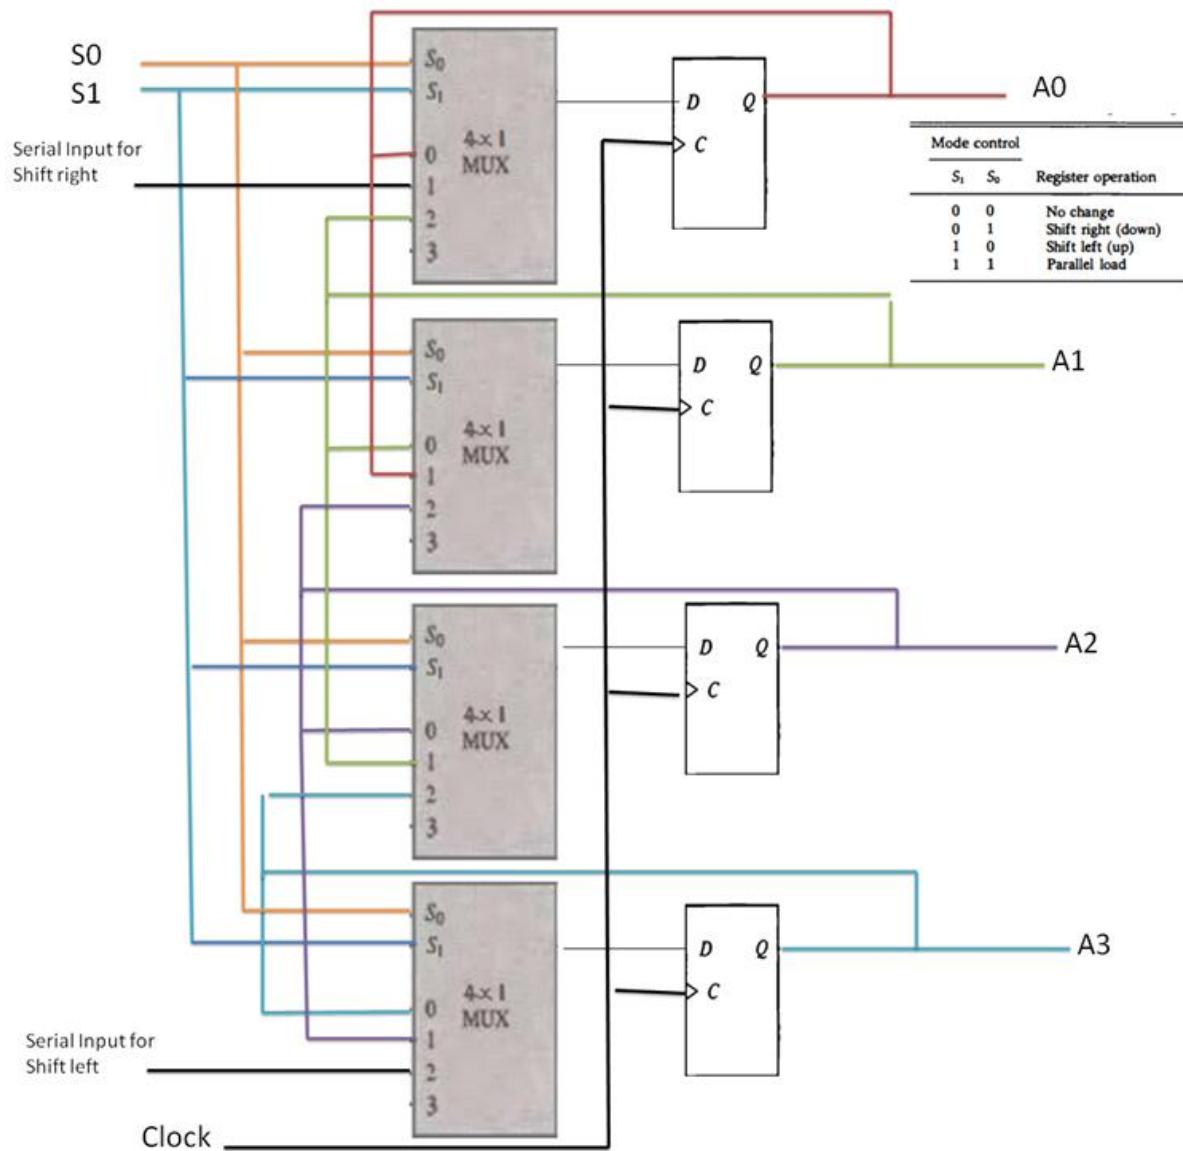 S0
S1
Serial Input for
Shift right
S₀
S₁
4×1
MUX
0
1
2
3
D Q
C
A0
Mode control
S₁ S₀ Register operation
0 0 No change
0 1 Shift right (down)
1 0 Shift left (up)
1 1 Parallel load
S₀
S₁
4×1
MUX
0
1
2
3
D Q
C
A1
S₀
S₁
4×1
MUX
0
1
2
3
D Q
C
A2
S₀
S₁
4×1
MUX
0
1
2
3
D Q
C
A3
Serial Input for
Shift left
Clock